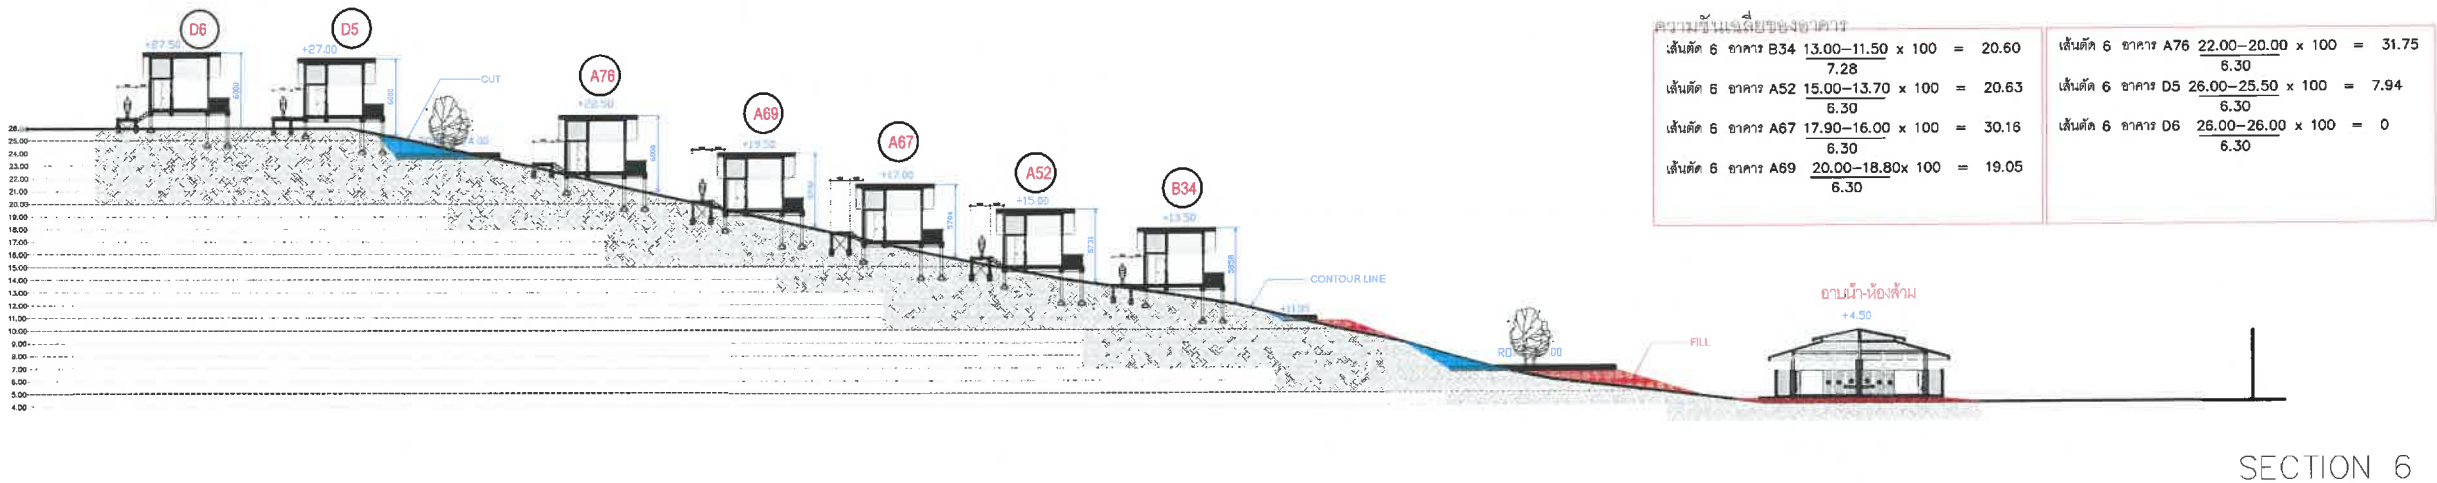 D6
D5
A76
A69
A67
A52
B34
+27.50
+27.00
+22.50
+19.50
+17.00
+15.00
+13.50
CUT
6000
6000
6000
5704
5731
5858
CONTOUR LINE
FILL
อาบน้ำ-ห้องส้วม
+4.50
26.00
25.00
24.00
23.00
22.00
21.00
20.00
19.00
18.00
17.00
16.00
15.00
14.00
13.00
12.00
11.00
10.00
9.00
8.00
7.00
6.00
5.00
4.00
ความชันเฉลี่ยของอาคาร
เส้นตัด 6 อาคาร B34 13.00-11.50 x 100 = 20.60
7.28
เส้นตัด 6 อาคาร A52 15.00-13.70 x 100 = 20.63
6.30
เส้นตัด 6 อาคาร A67 17.90-16.00 x 100 = 30.16
6.30
เส้นตัด 6 อาคาร A69 20.00-18.80x 100 = 19.05
6.30
เส้นตัด 6 อาคาร A76 22.00-20.00 x 100 = 31.75
6.30
เส้นตัด 6 อาคาร D5 26.00-25.50 x 100 = 7.94
6.30
เส้นตัด 6 อาคาร D6 26.00-26.00 x 100 = 0
6.30
SECTION 6